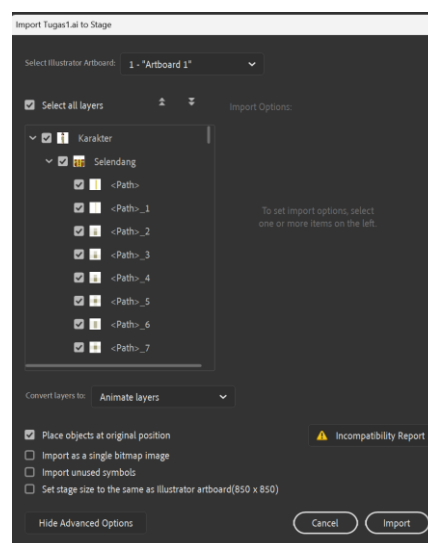 Import Tugas1.ai to Stage
Select Illustrator Artboard: 1 - "Artboard 1"
Select all layers
Import Options:
Karakter
Selendang
<Path>
<Path>_1
<Path>_2
<Path>_3
<Path>_4
<Path>_5
<Path>_6
<Path>_7
To set import options, select
one or more items on the left.
Convert layers to: Animate layers
Place objects at original position
Incompatibility Report
Import as a single bitmap image
Import unused symbols
Set stage size to the same as Illustrator artboard(850 x 850)
Hide Advanced Options
Cancel
Import